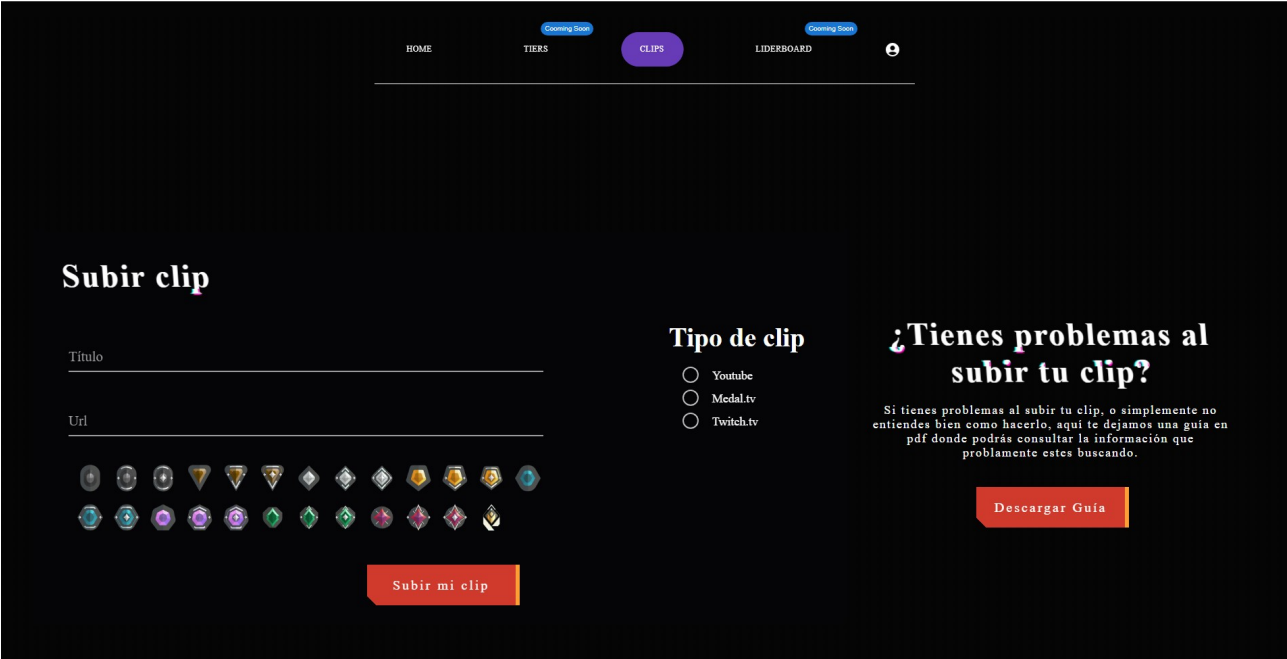 Cooming Soon
Cooming Soon
HOME
TIERS
CLIPS
LIDERBOARD
Subir clip
Título
Url
Subir mi clip
Tipo de clip
Youtube
Medal.tv
Twitch.tv
¿Tienes problemas al
subir tu clip?
Si tienes problemas al subir tu clip, o simplemente no
entiendes bien como hacerlo, aquí te dejamos una guía en
pdf donde podrás consultar la información que
problamente estes buscando.
Descargar Guía